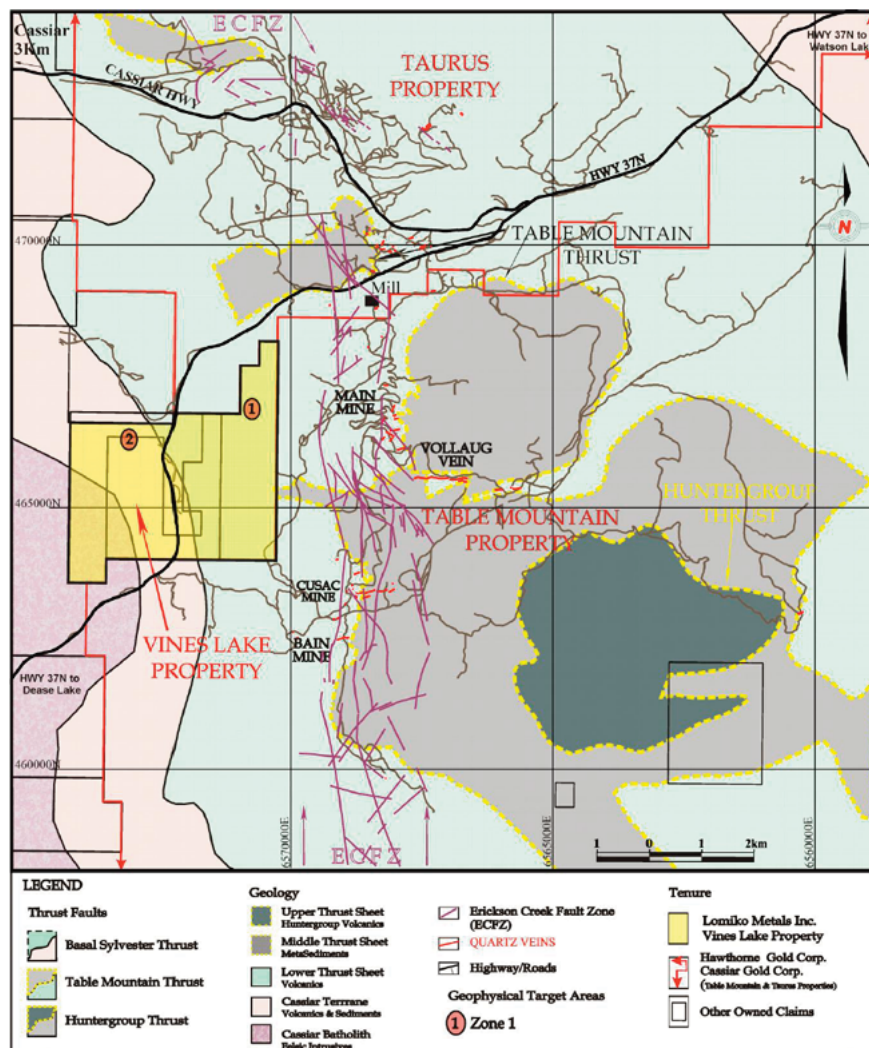 Cassiar
3Km
ECFZ
HWY 37N to
Watson Lake
TAURUS
PROPERTY
CASSIAR HWY
HWY 37N
470000N
TABLE MOUNTAIN
THRUST
N
Mill
MAIN
MINE
1
2
VOLLAUG
VEIN
465000N
HUNTERGROUP
THRUST
TABLE MOUNTAIN
PROPERTY
CUSAC
MINE
VINES LAKE
PROPERTY
BAIN
MINE
HWY 37N to
Dease Lake
460000N
6570000E
6565000E
6560000E
ECFZ
1 0 1 2km
LEGEND
Thrust Faults
Basal Sylvester Thrust
Table Mountain Thrust
Huntergroup Thrust
Geology
Upper Thrust Sheet
Huntergroup Volcanics
Middle Thrust Sheet
MetaSediments
Lower Thrust Sheet
Volcanics
Cassiar Terrrane
Volcanics & Sediments
Cassiar Batholith
Erickson Creek Fault Zone
(ECFZ)
QUARTZ VEINS
Highway/Roads
Geophysical Target Areas
1 Zone 1
Tenure
Lomiko Metals Inc.
Vines Lake Property
Hawthorne Gold Corp.
Cassiar Gold Corp.
(Table Mountain & Taurus Properties)
Other Owned Claims